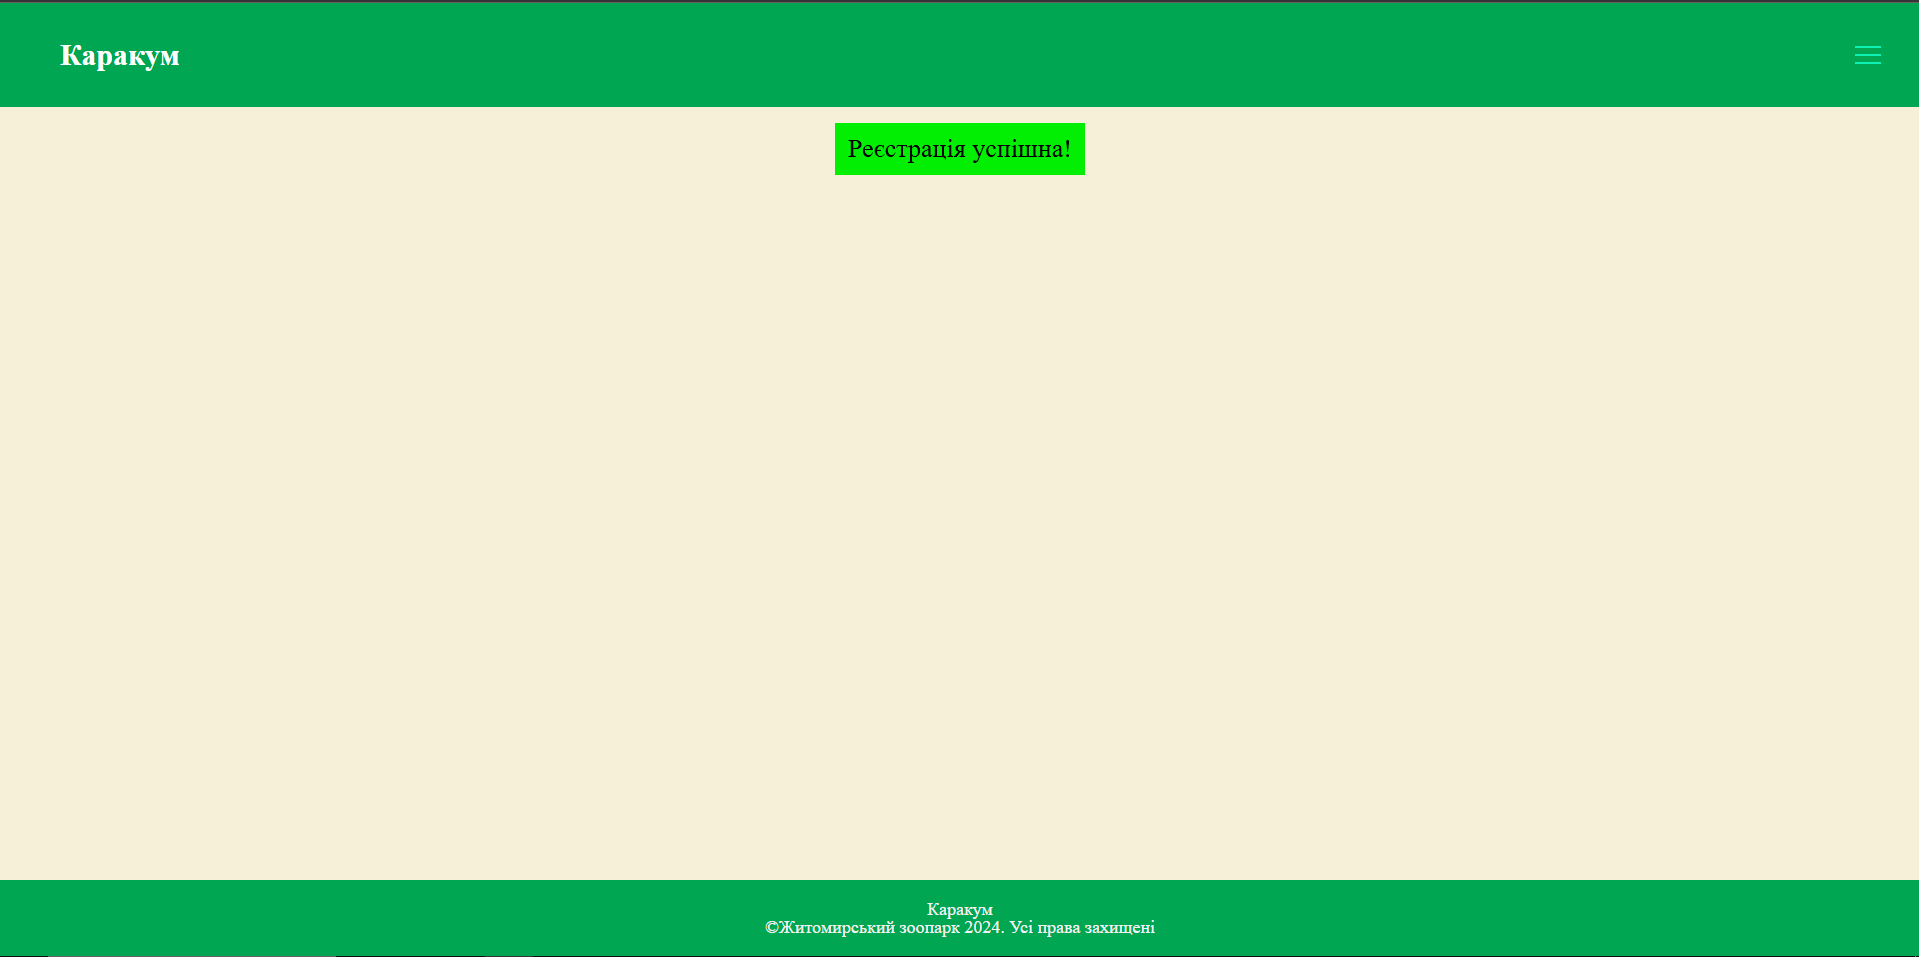 Каракум
Реєстрація успішна!
Каракум
©Житомирський зоопарк 2024. Усі права захищені